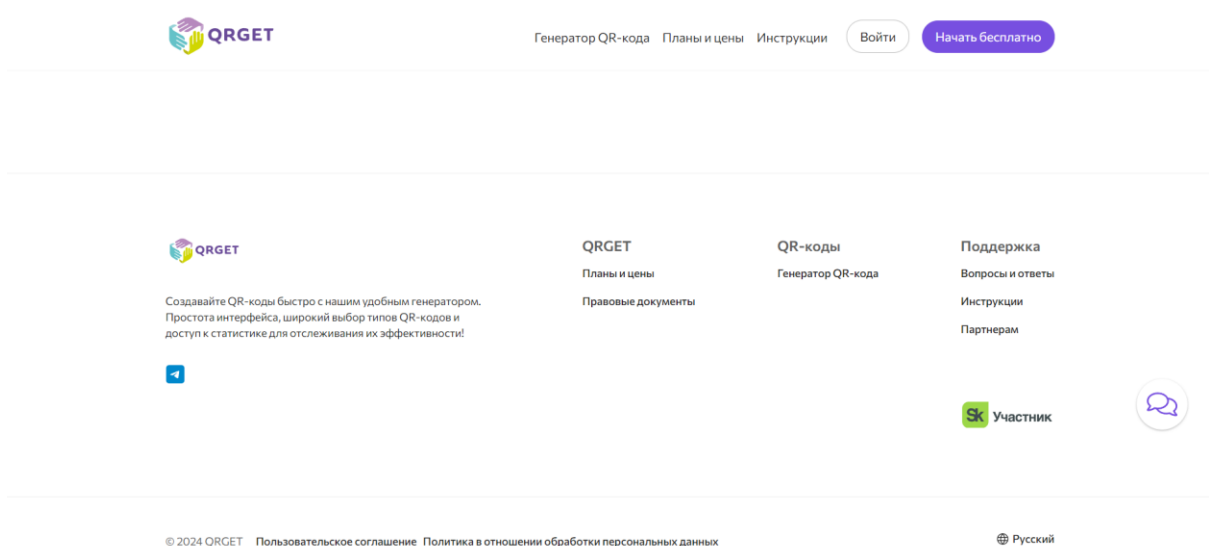 QRGET
Генератор QR-кода Планы и цены Инструкции Войти Начать бесплатно
QRGET
Создавайте QR-коды быстро с нашим удобным генератором.
Простота интерфейса, широкий выбор типов QR-кодов и
доступ к статистике для отслеживания их эффективности!
QRGET
Планы и цены
Правовые документы
QR-коды
Генератор QR-кода
Поддержка
Вопросы и ответы
Инструкции
Партнерам
Sk Участник
© 2024 QRGET Пользовательское соглашение Политика в отношении обработки персональных данных
Русский